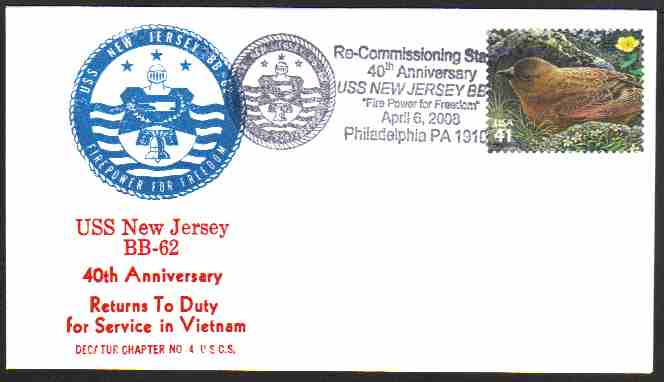 USS NEW JERSEY BB-62
FIREPOWER FOR FREEDOM
Re-Commissioning Sta
40th Anniversary
USS NEW JERSEY BB
"Fire Power for Freedom"
April 6, 2008
Philadelphia PA 1910
USA
41
USS New Jersey
BB-62
40th Anniversary
Returns To Duty
for Service in Vietnam
DECATUR CHAPTER NO. 4 U.S.C.S.